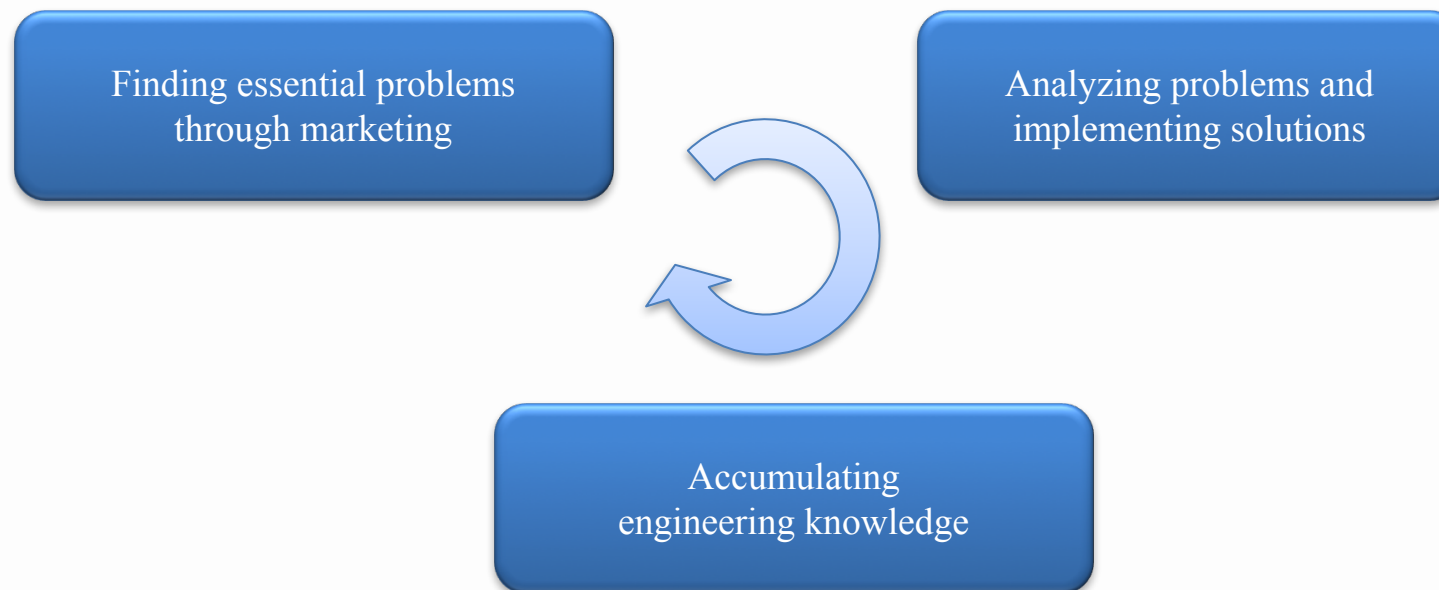 Finding essential problems
through marketing
Analyzing problems and
implementing solutions
Accumulating
engineering knowledge